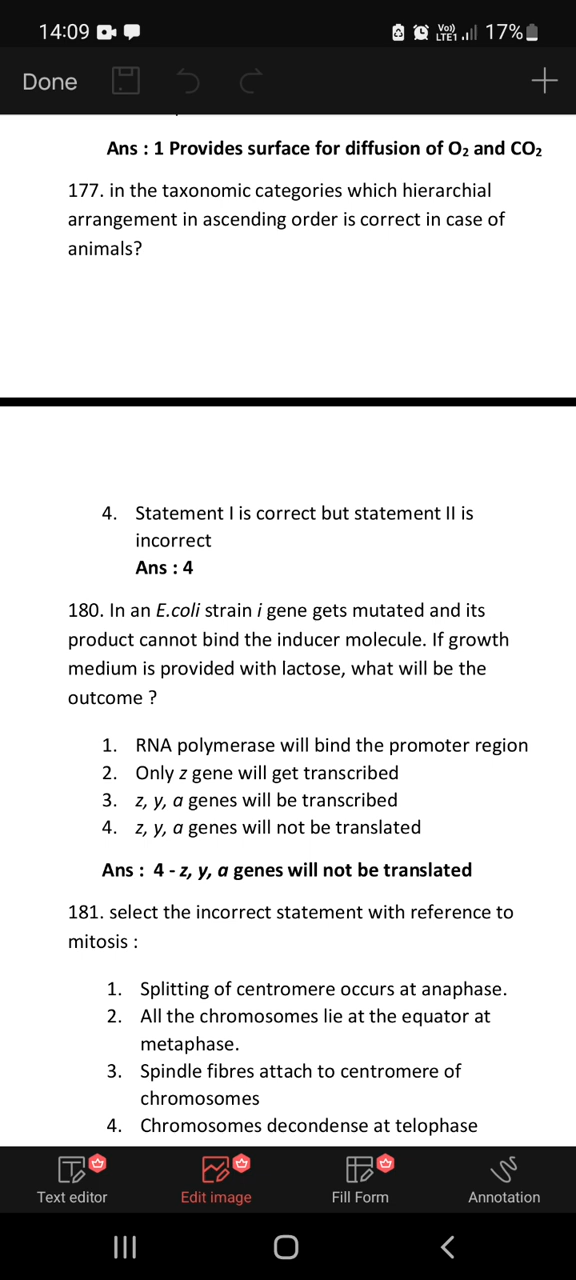 14:09
Vo))
LTE1
17%
Done
Ans : 1 Provides surface for diffusion of O₂ and CO₂
177. in the taxonomic categories which hierarchial
arrangement in ascending order is correct in case of
animals?
4. Statement I is correct but statement II is
incorrect
Ans : 4
180. In an E.coli strain i gene gets mutated and its
product cannot bind the inducer molecule. If growth
medium is provided with lactose, what will be the
outcome ?
1. RNA polymerase will bind the promoter region
2. Only z gene will get transcribed
3. z, y, a genes will be transcribed
4. z, y, a genes will not be translated
Ans : 4 - z, y, a genes will not be translated
181. select the incorrect statement with reference to
mitosis :
1. Splitting of centromere occurs at anaphase.
2. All the chromosomes lie at the equator at
metaphase.
3. Spindle fibres attach to centromere of
chromosomes
4. Chromosomes decondense at telophase
Text editor
Edit image
Fill Form
Annotation